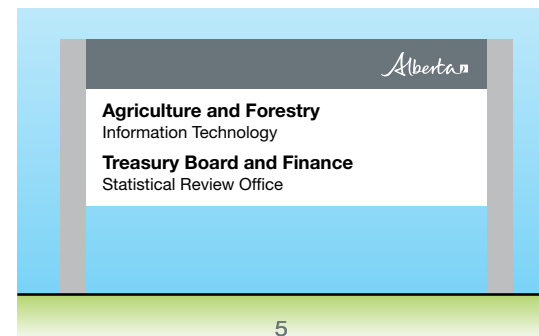 Alberta
Agriculture and Forestry
Information Technology
Treasury Board and Finance
Statistical Review Office
5